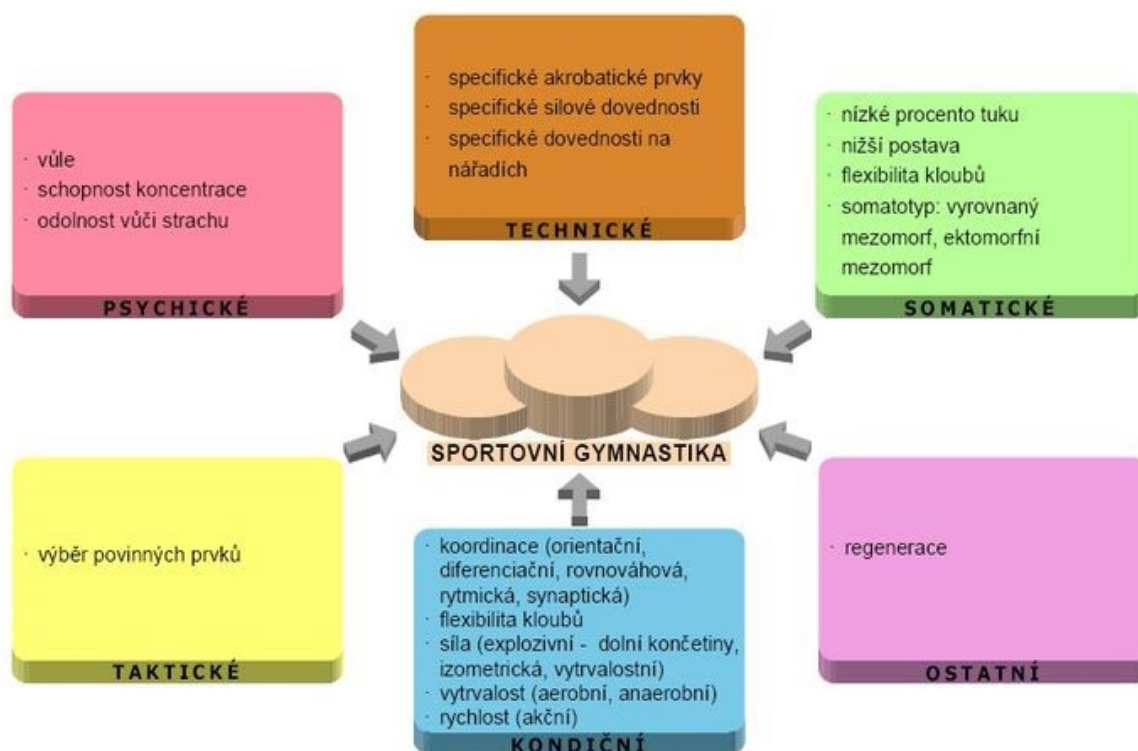 · specifické akrobatické prvky
· specifické silové dovednosti
· specifické dovednosti na
nářadích
TECHNICKÉ
· vůle
· schopnost koncentrace
· odolnost vůči strachu
PSYCHICKÉ
· nízké procento tuku
· nižší postava
· flexibilita kloubů
· somatotyp: vyrovnaný
mezomorf, ektomorfní
mezomorf
SOMATICKÉ
SPORTOVNÍ GYMNASTIKA
· výběr povinných prvků
TAKTICKÉ
· koordinace (orientační,
diferenciační, rovnováhová,
rytmická, synaptická)
· flexibilita kloubů
· síla (explozivní - dolní končetiny,
izometrická, vytrvalostní)
· vytrvalost (aerobní, anaerobní)
· rychlost (akční)
KONDIČNÍ
· regenerace
OSTATNÍ